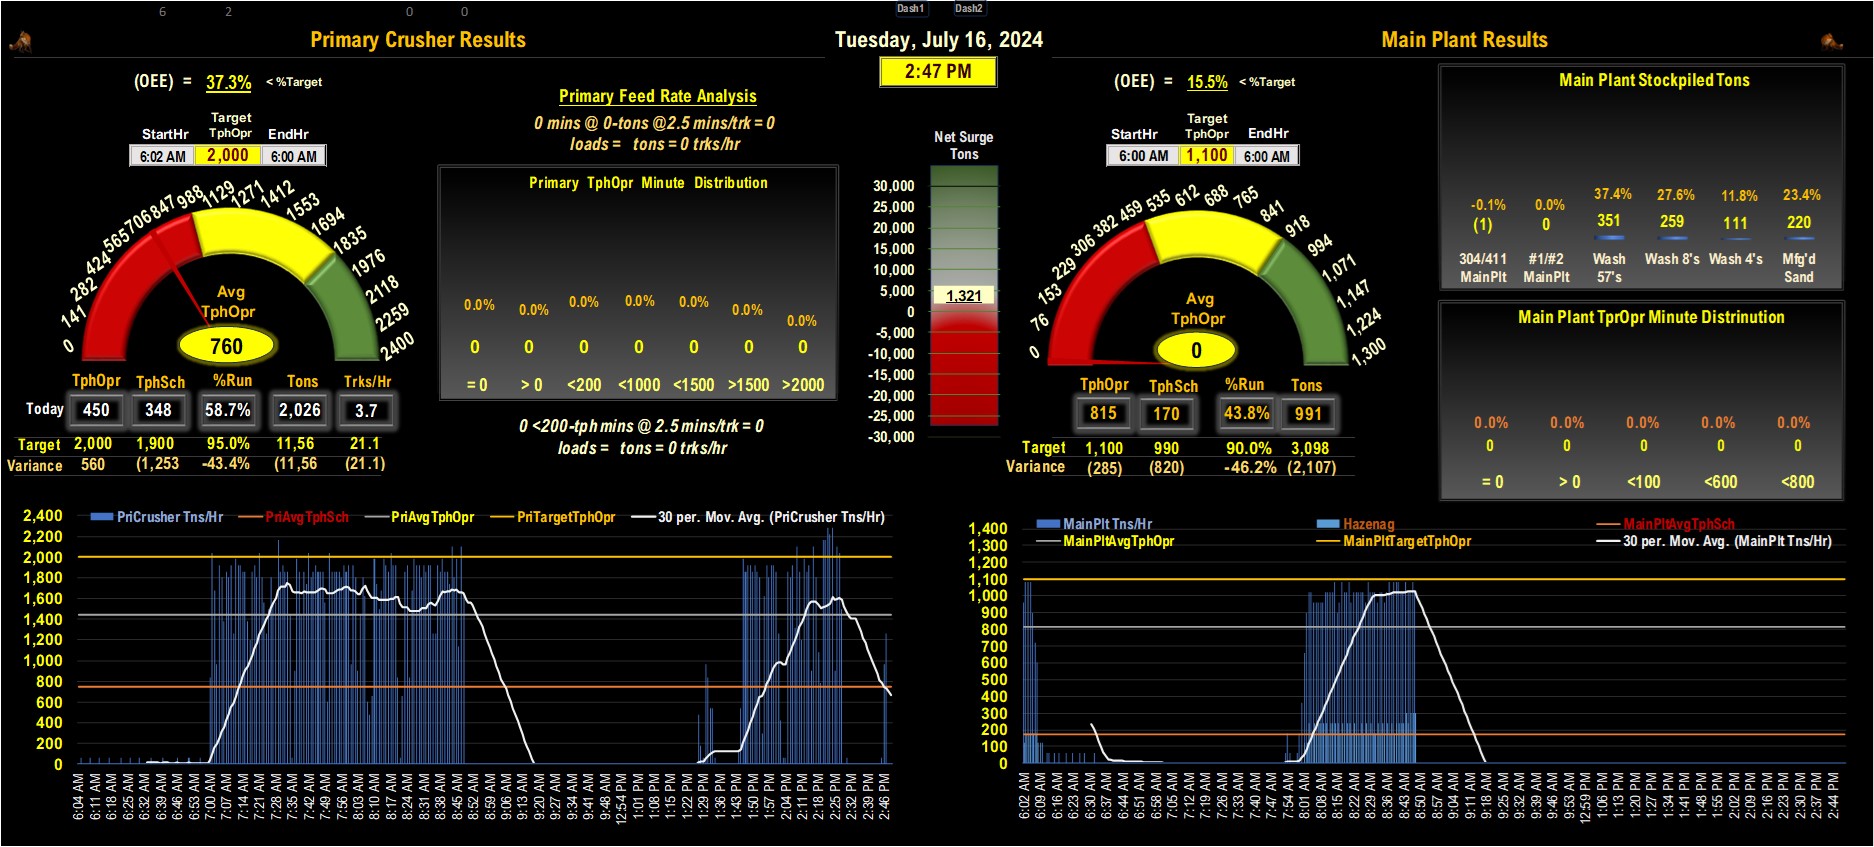 6 2 0 0 Dash1 Dash2
Primary Crusher Results
Tuesday, July 16, 2024
Main Plant Results
2:47 PM
(OEE) = 37.3% < %Target
Target
StartHr TphOpr EndHr
6:02 AM 2,000 6:00 AM
0 141 282 424 565 706 847 988 1129 1271 1412 1553 1694 1835 1976 2118 2259 2400
Avg
TphOpr
760
TphOpr TphSch %Run Tons Trks/Hr
Today 450 348 58.7% 2,026 3.7
Target 2,000 1,900 95.0% 11,56 21.1
Variance 560 (1,253 -43.4% (11,56 (21.1)
Primary Feed Rate Analysis
0 mins @ 0-tons @2.5 mins/trk = 0
loads = tons = 0 trks/hr
Primary TphOpr Minute Distribution
0.0% 0.0% 0.0% 0.0% 0.0% 0.0% 0.0%
0 0 0 0 0 0 0
= 0 > 0 <200 <1000 <1500 >1500 >2000
0 <200-tph mins @ 2.5 mins/trk = 0
loads = tons = 0 trks/hr
Net Surge
Tons
30,000
25,000
20,000
15,000
10,000
5,000
1,321
0
-5,000
-10,000
-15,000
-20,000
-25,000
-30,000
(OEE) = 15.5% < %Target
Target
StartHr TphOpr EndHr
6:00 AM 1,100 6:00 AM
0 76 153 229 306 382 459 535 612 688 765 841 918 994 1,071 1,147 1,224 1,300
Avg
TphOpr
0
TphOpr TphSch %Run Tons
815 170 43.8% 991
Target 1,100 990 90.0% 3,098
Variance (285) (820) -46.2% (2,107)
Main Plant Stockpiled Tons
-0.1% 0.0% 37.4% 27.6% 11.8% 23.4%
(1) 0 351 259 111 220
304/411 #1/#2 Wash Wash 8's Wash 4's Mfg'd
MainPlt MainPlt 57's Sand
Main Plant TprOpr Minute Distrinution
0.0% 0.0% 0.0% 0.0% 0.0%
0 0 0 0 0
= 0 > 0 <100 <600 <800
PriCrusher Tns/Hr PriAvgTphSch PriAvgTphOpr PriTargetTphOpr 30 per. Mov. Avg. (PriCrusher Tns/Hr)
2,400
2,200
2,000
1,800
1,600
1,400
1,200
1,000
800
600
400
200
0
6:04 AM 6:11 AM 6:18 AM 6:25 AM 6:32 AM 6:39 AM 6:46 AM 6:53 AM 7:00 AM 7:07 AM 7:14 AM 7:21 AM 7:28 AM 7:35 AM 7:42 AM 7:49 AM 7:56 AM 8:03 AM 8:10 AM 8:17 AM 8:24 AM 8:31 AM 8:38 AM 8:45 AM 8:52 AM 8:59 AM 9:06 AM 9:13 AM 9:20 AM 9:27 AM 9:34 AM 9:41 AM 9:48 AM 12:54 PM 1:01 PM 1:08 PM 1:15 PM 1:22 PM 1:29 PM 1:36 PM 1:43 PM 1:50 PM 1:57 PM 2:04 PM 2:11 PM 2:18 PM 2:25 PM 2:32 PM 2:39 PM 2:46 PM
MainPlt Tns/Hr Hazenag MainPltAvgTphSch
MainPltAvgTphOpr MainPltTargetTphOpr 30 per. Mov. Avg. (MainPlt Tns/Hr)
1,400
1,300
1,200
1,100
1,000
900
800
700
600
500
400
300
200
100
0
6:02 AM 6:09 AM 6:16 AM 6:23 AM 6:30 AM 6:37 AM 6:44 AM 6:51 AM 6:58 AM 7:05 AM 7:12 AM 7:19 AM 7:26 AM 7:33 AM 7:40 AM 7:47 AM 7:54 AM 8:01 AM 8:08 AM 8:15 AM 8:22 AM 8:29 AM 8:36 AM 8:43 AM 8:50 AM 8:57 AM 9:04 AM 9:11 AM 9:18 AM 9:25 AM 9:32 AM 9:39 AM 9:46 AM 9:53 AM 12:59 PM 1:06 PM 1:13 PM 1:20 PM 1:27 PM 1:34 PM 1:41 PM 1:48 PM 1:55 PM 2:02 PM 2:09 PM 2:16 PM 2:23 PM 2:30 PM 2:37 PM 2:44 PM